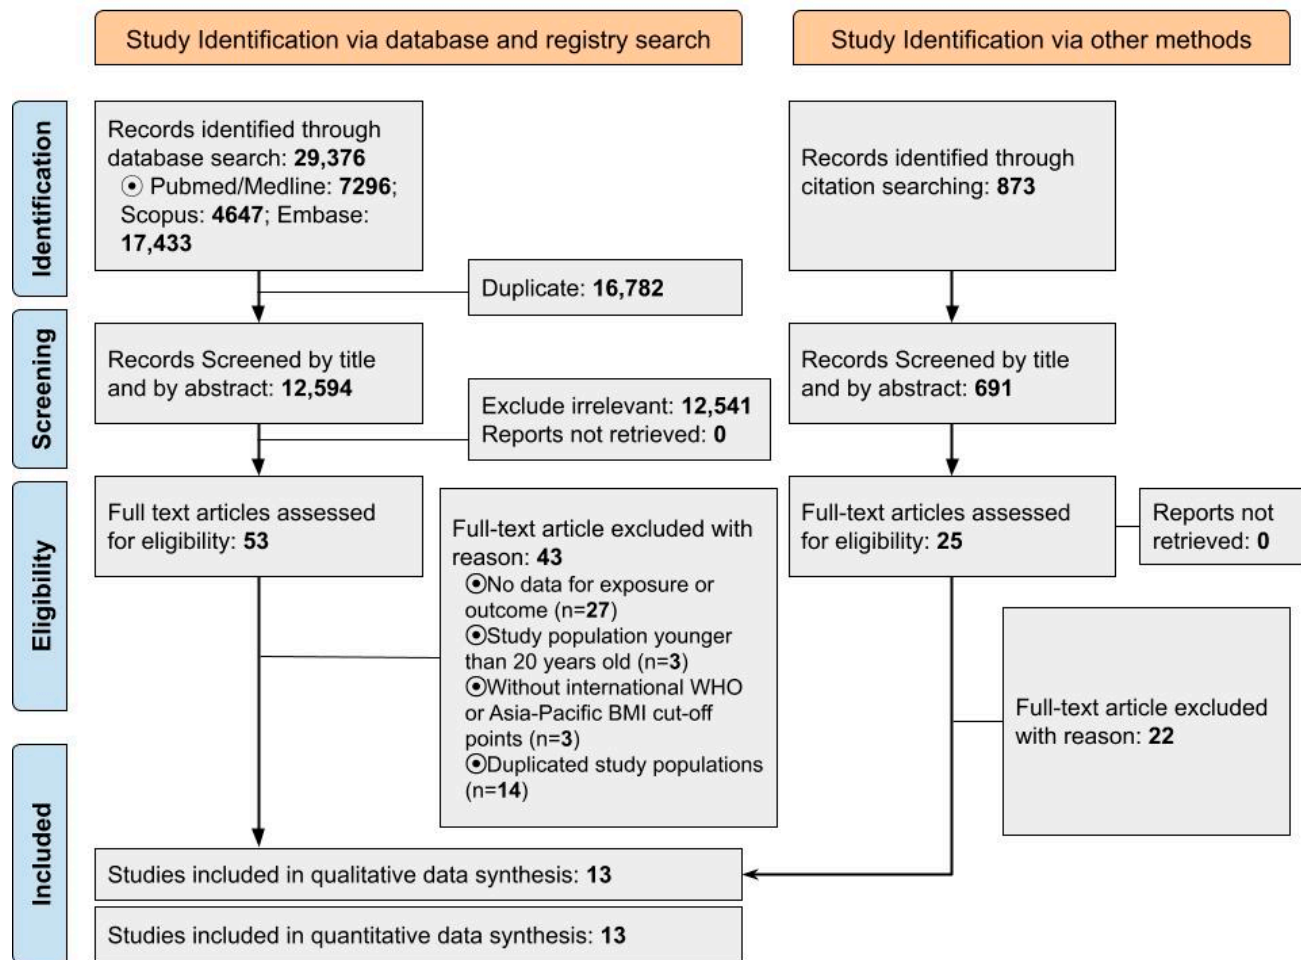 Study Identification via database and registry search
Study Identification via other methods
Identification
Records identified through
database search: 29,376
⦿ Pubmed/Medline: 7296;
Scopus: 4647; Embase:
17,433
Records identified through
citation searching: 873
Duplicate: 16,782
Screening
Records Screened by title
and by abstract: 12,594
Records Screened by title
and by abstract: 691
Exclude irrelevant: 12,541
Reports not retrieved: 0
Eligibility
Full text articles assessed
for eligibility: 53
Full-text article excluded with
reason: 43
⦿No data for exposure or
outcome (n=27)
⦿Study population younger
than 20 years old (n=3)
⦿Without international WHO
or Asia-Pacific BMI cut-off
points (n=3)
⦿Duplicated study populations
(n=14)
Full-text articles assessed
for eligibility: 25
Reports not
retrieved: 0
Full-text article excluded
with reason: 22
Included
Studies included in qualitative data synthesis: 13
Studies included in quantitative data synthesis: 13